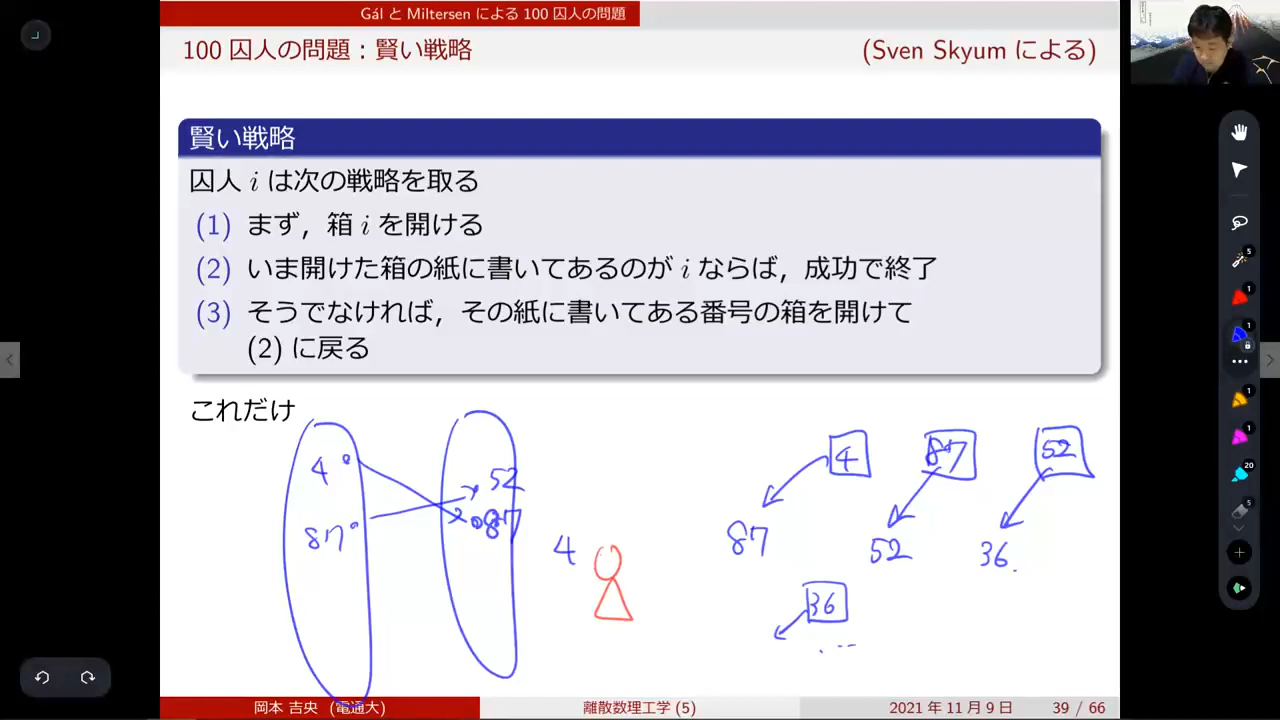 Gál と Miltersen による 100 囚人の問題
100 囚人の問題 : 賢い戦略 (Sven Skyum による)
賢い戦略
囚人 i は次の戦略を取る
(1) まず，箱 i を開ける
(2) いま開けた箱の紙に書いてあるのが i ならば，成功で終了
(3) そうでなければ，その紙に書いてある番号の箱を開けて
(2) に戻る
これだけ
4 52
87 87
4
4 87 52
87 52 36
36
岡本 吉央 (電通大) 離散数理工学 (5) 2021 年 11 月 9 日 39 / 66